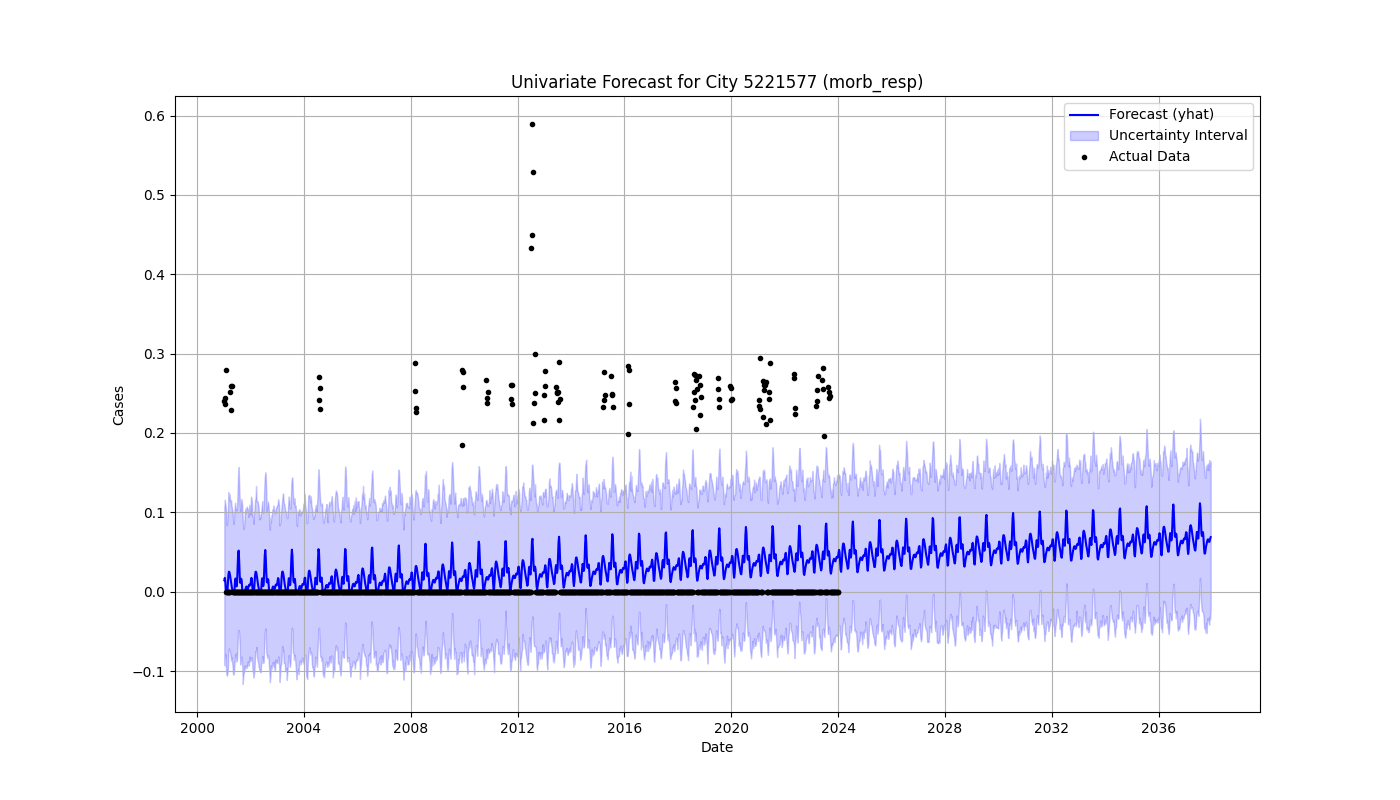 Univariate Forecast for City 5221577 (morb_resp)
Forecast (yhat)
Uncertainty Interval
Actual Data
Cases
0.6
0.5
0.4
0.3
0.2
0.1
0.0
−0.1
2000 2004 2008 2012 2016 2020 2024 2028 2032 2036
Date